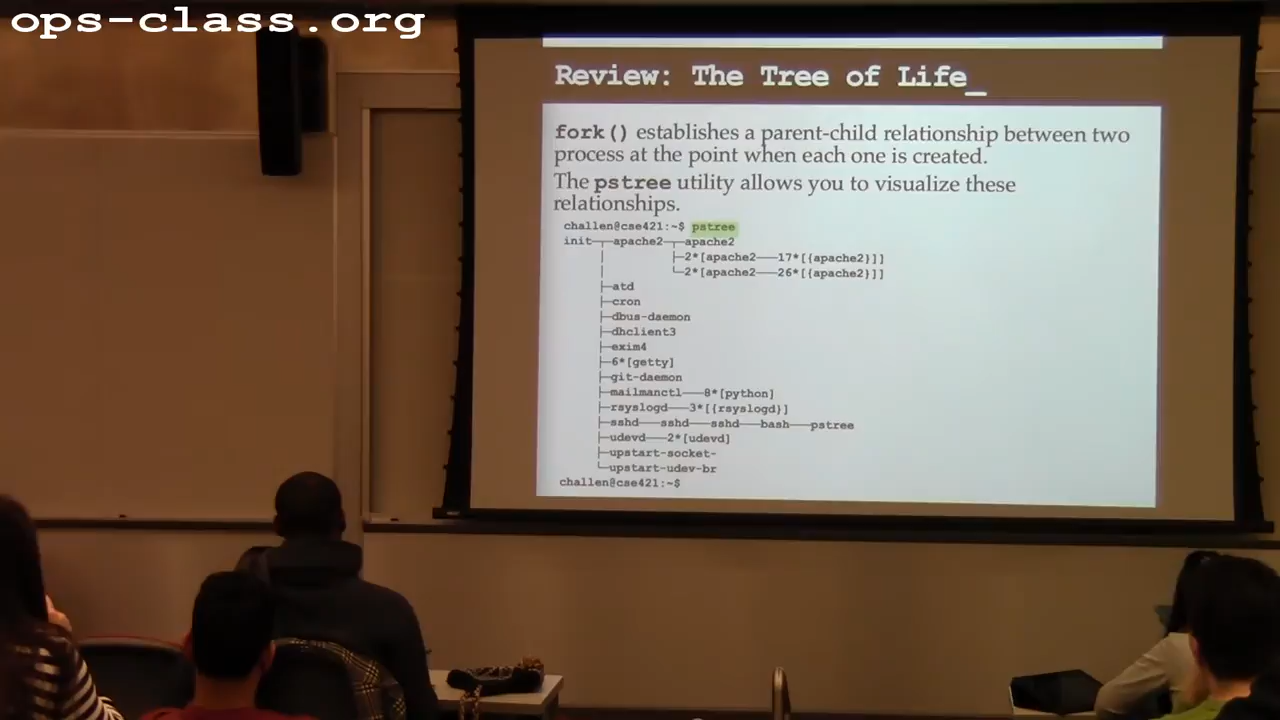 ops-class.org
Review: The Tree of Life_
fork() establishes a parent-child relationship between two
process at the point when each one is created.
The pstree utility allows you to visualize these
relationships.
challen@cse421:~$ pstree
init─┬─apache2─┬─apache2
│ ├─2*[apache2───17*[{apache2}]]
│ └─2*[apache2───26*[{apache2}]]
├─atd
├─cron
├─dbus-daemon
├─dhclient3
├─exim4
├─6*[getty]
├─git-daemon
├─mailmanctl───8*[python]
├─rsyslogd───3*[{rsyslogd}]
├─sshd───sshd───sshd───bash───pstree
├─udevd───2*[udevd]
├─upstart-socket-
└─upstart-udev-br
challen@cse421:~$